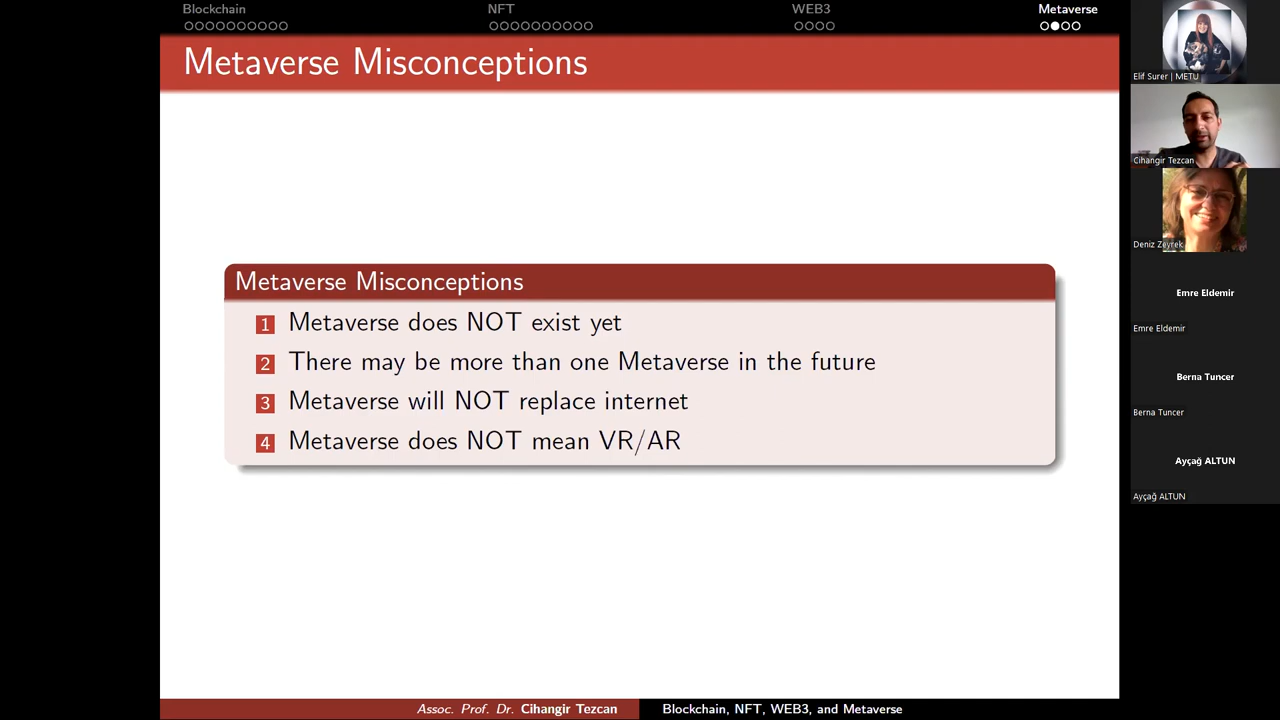 Blockchain NFT WEB3 Metaverse
Metaverse Misconceptions
Metaverse Misconceptions
1 Metaverse does NOT exist yet
2 There may be more than one Metaverse in the future
3 Metaverse will NOT replace internet
4 Metaverse does NOT mean VR/AR
Assoc. Prof. Dr. Cihangir Tezcan Blockchain, NFT, WEB3, and Metaverse
Elif Surer | METU
Cihangir Tezcan
Deniz Zeyrek
Emre Eldemir
Emre Eldemir
Berna Tuncer
Berna Tuncer
Ayçağ ALTUN
Ayçağ ALTUN